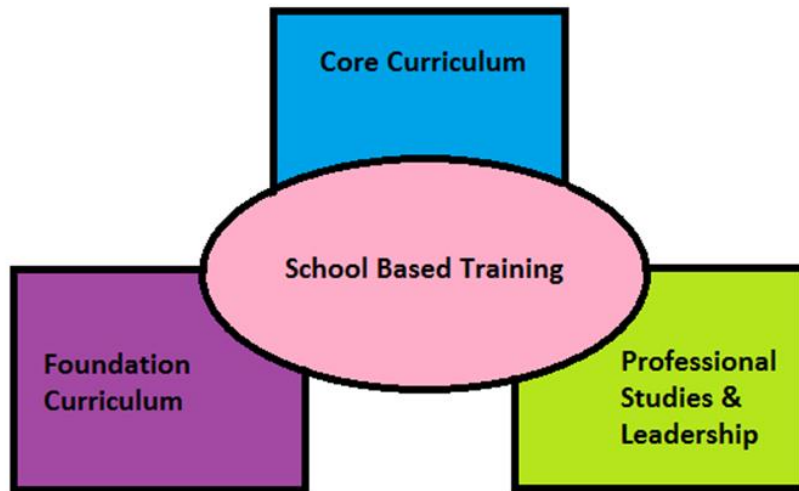 Core Curriculum
School Based Training
Foundation
Curriculum
Professional
Studies &
Leadership